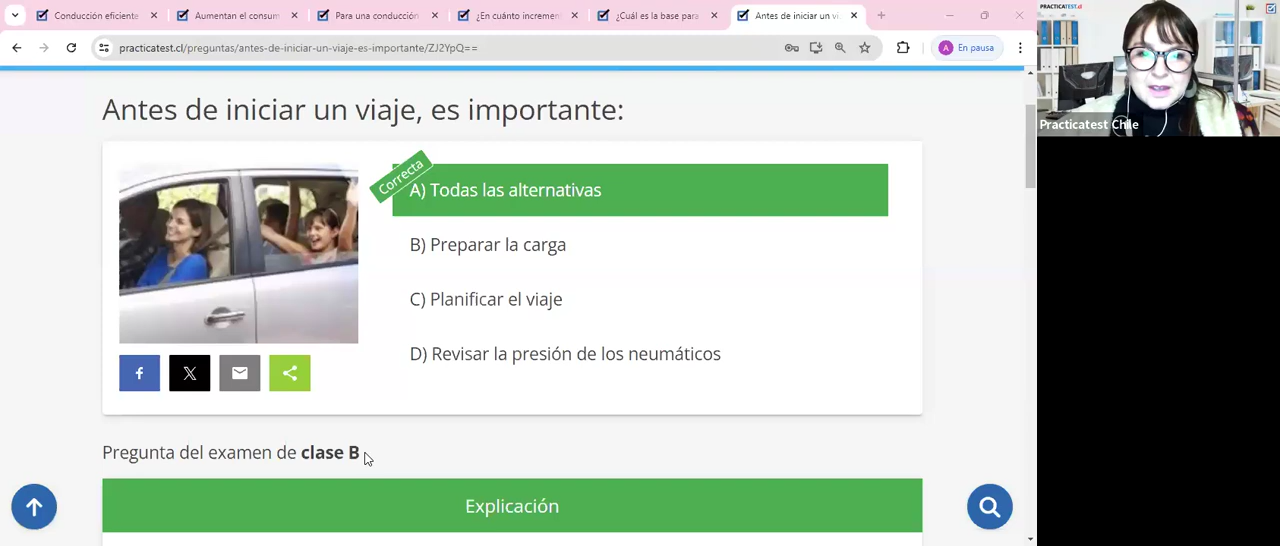 Conducción eficiente
Aumentan el consum
Para una conducción
¿En cuánto increment
¿Cuál es la base para
Antes de iniciar un vi
practicatest.cl/preguntas/antes-de-iniciar-un-viaje-es-importante/ZJ2YpQ==
A
En pausa
PRACTICATEST.cl
Practicatest Chile
Antes de iniciar un viaje, es importante:
Correcta
A) Todas las alternativas
B) Preparar la carga
C) Planificar el viaje
D) Revisar la presión de los neumáticos
Pregunta del examen de clase B
Explicación